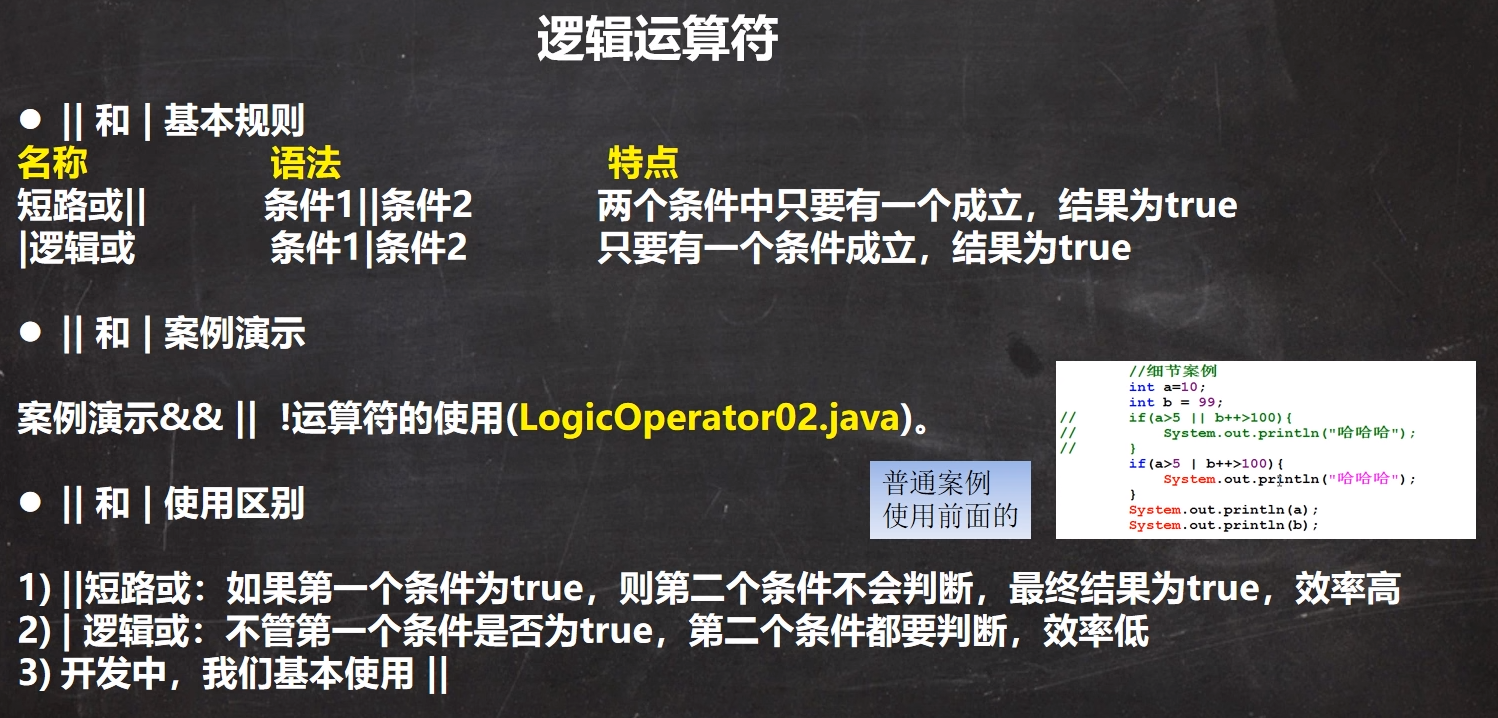 逻辑运算符
● || 和 | 基本规则
名称 语法 特点
短路或|| 条件1||条件2 两个条件中只要有一个成立，结果为true
|逻辑或 条件1|条件2 只要有一个条件成立，结果为true
● || 和 | 案例演示
案例演示&& || !运算符的使用(LogicOperator02.java)。
//细节案例
int a=10;
int b = 99;
// if(a>5 || b++>100){
// System.out.println("哈哈哈");
// }
if(a>5 | b++>100){
System.out.println("哈哈哈");
}
System.out.println(a);
System.out.println(b);
普通案例
使用前面的
● || 和 | 使用区别
1) ||短路或：如果第一个条件为true，则第二个条件不会判断，最终结果为true，效率高
2) | 逻辑或：不管第一个条件是否为true，第二个条件都要判断，效率低
3) 开发中，我们基本使用 ||